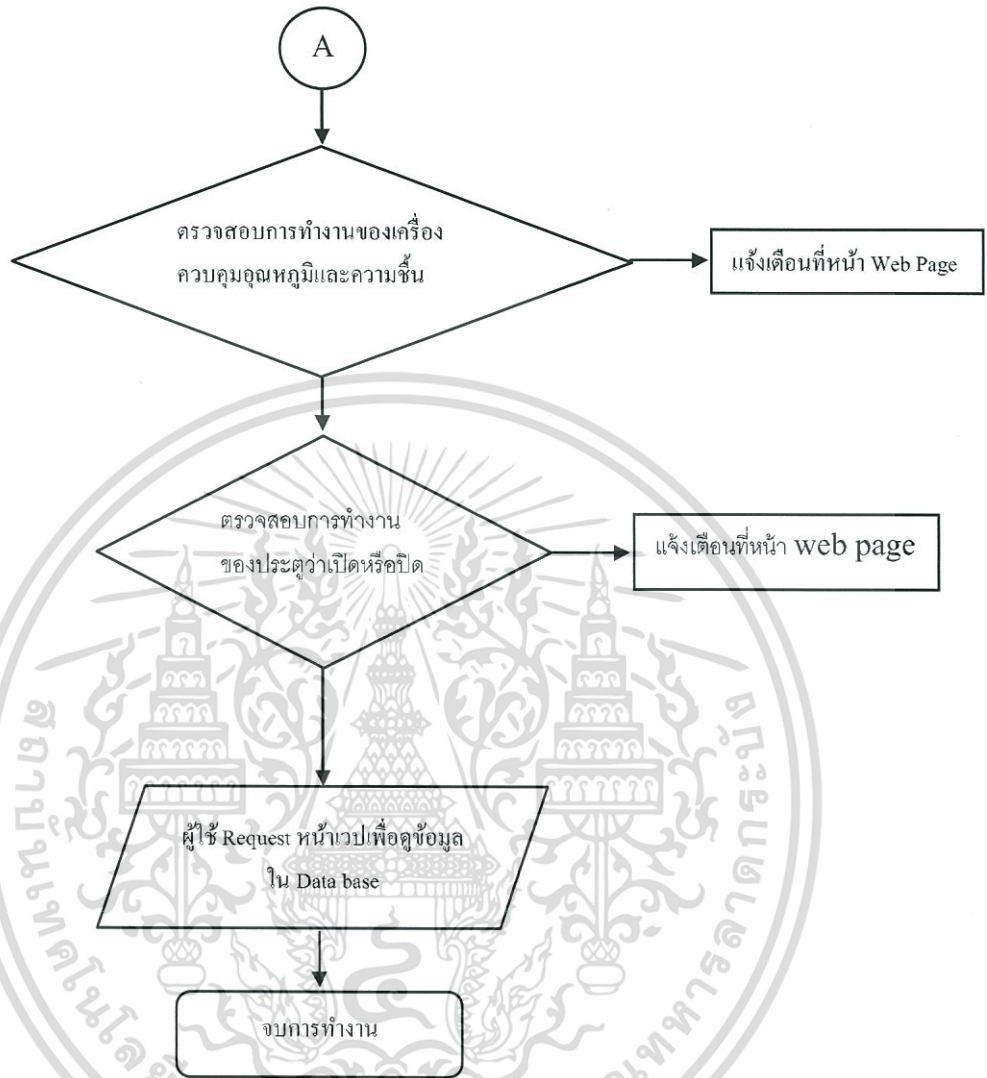 A
ตรวจสอบการทำงานของเครื่อง
ควบคุมอุณหภูมิและความชื้น
แจ้งเตือนที่หน้า Web Page
ตรวจสอบการทำงาน
ของประตูว่าเปิดหรือปิด
แจ้งเตือนที่หน้า web page
ผู้ใช้ Request หน้าเวปเพื่อดูข้อมูล
ใน Data base
จบการทำงาน